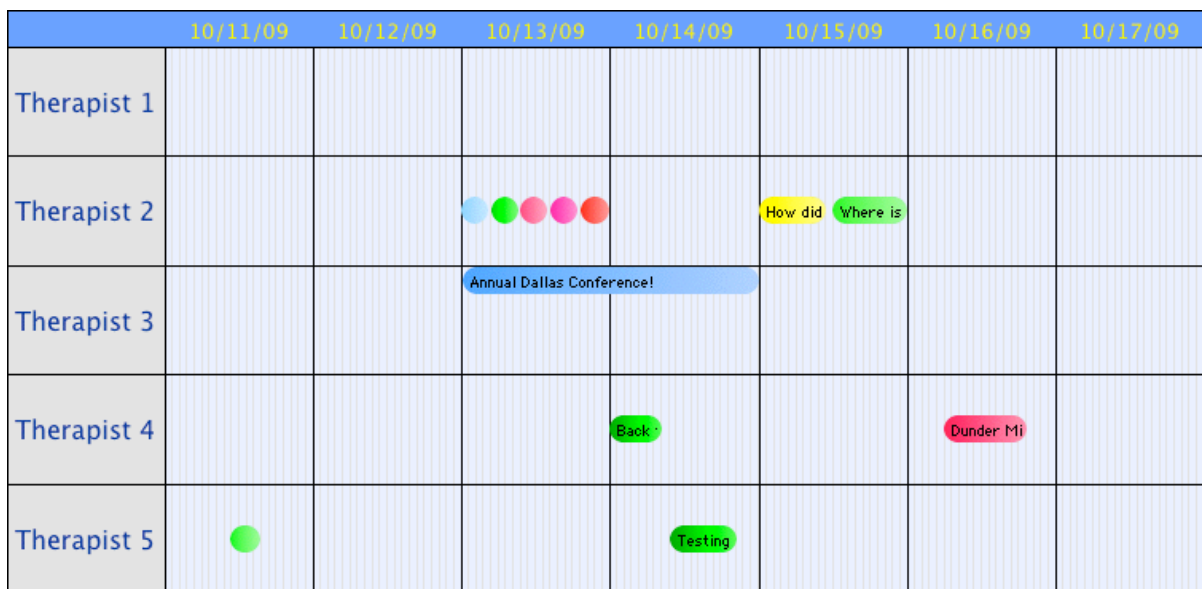 10/11/09 10/12/09 10/13/09 10/14/09 10/15/09 10/16/09 10/17/09
Therapist 1
Therapist 2 How did Where is
Annual Dallas Conference!
Therapist 3
Therapist 4 Back Dunder Mi
Therapist 5 Testing